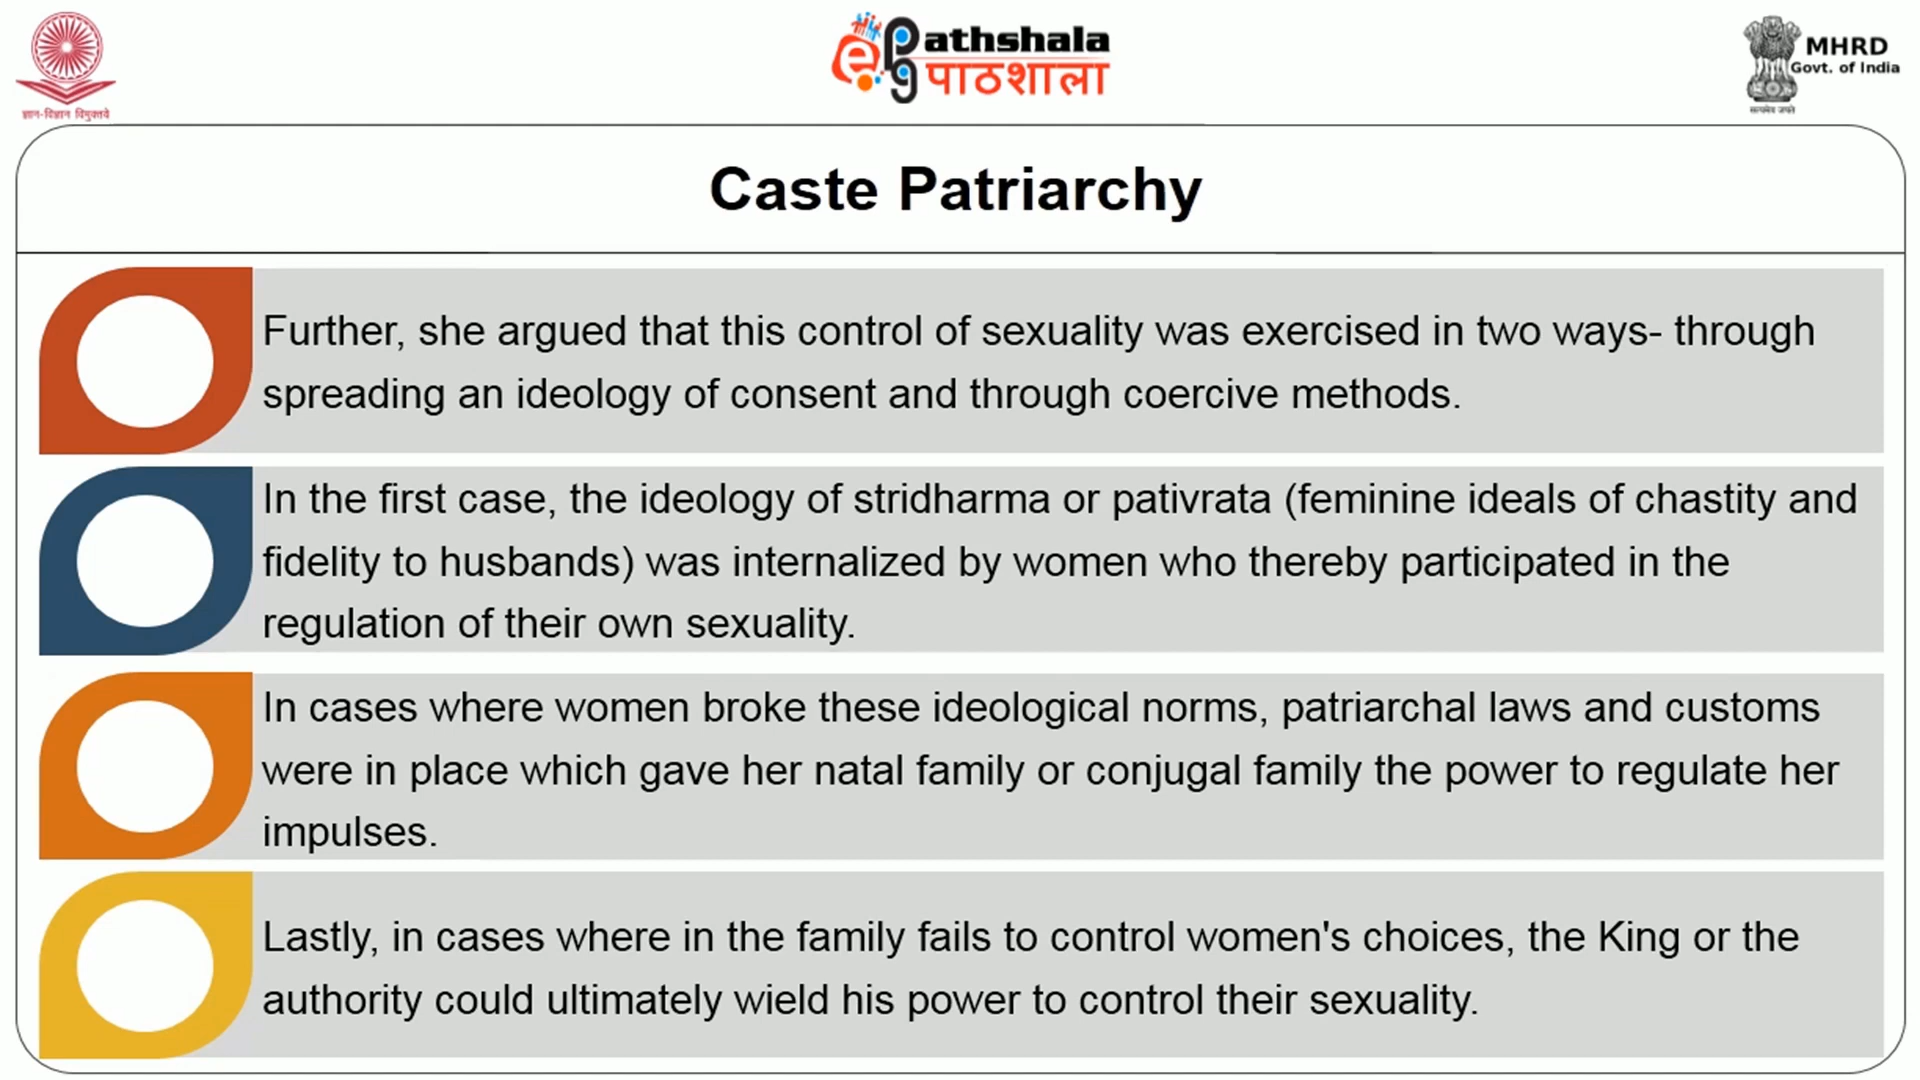 ज्ञान-विज्ञान विमुक्तये
e
pg
athshala
पाठशाला
MHRD
Govt. of India
सत्यमेव जयते
Caste Patriarchy
Further, she argued that this control of sexuality was exercised in two ways- through
spreading an ideology of consent and through coercive methods.
In the first case, the ideology of stridharma or pativrata (feminine ideals of chastity and
fidelity to husbands) was internalized by women who thereby participated in the
regulation of their own sexuality.
In cases where women broke these ideological norms, patriarchal laws and customs
were in place which gave her natal family or conjugal family the power to regulate her
impulses.
Lastly, in cases where in the family fails to control women's choices, the King or the
authority could ultimately wield his power to control their sexuality.